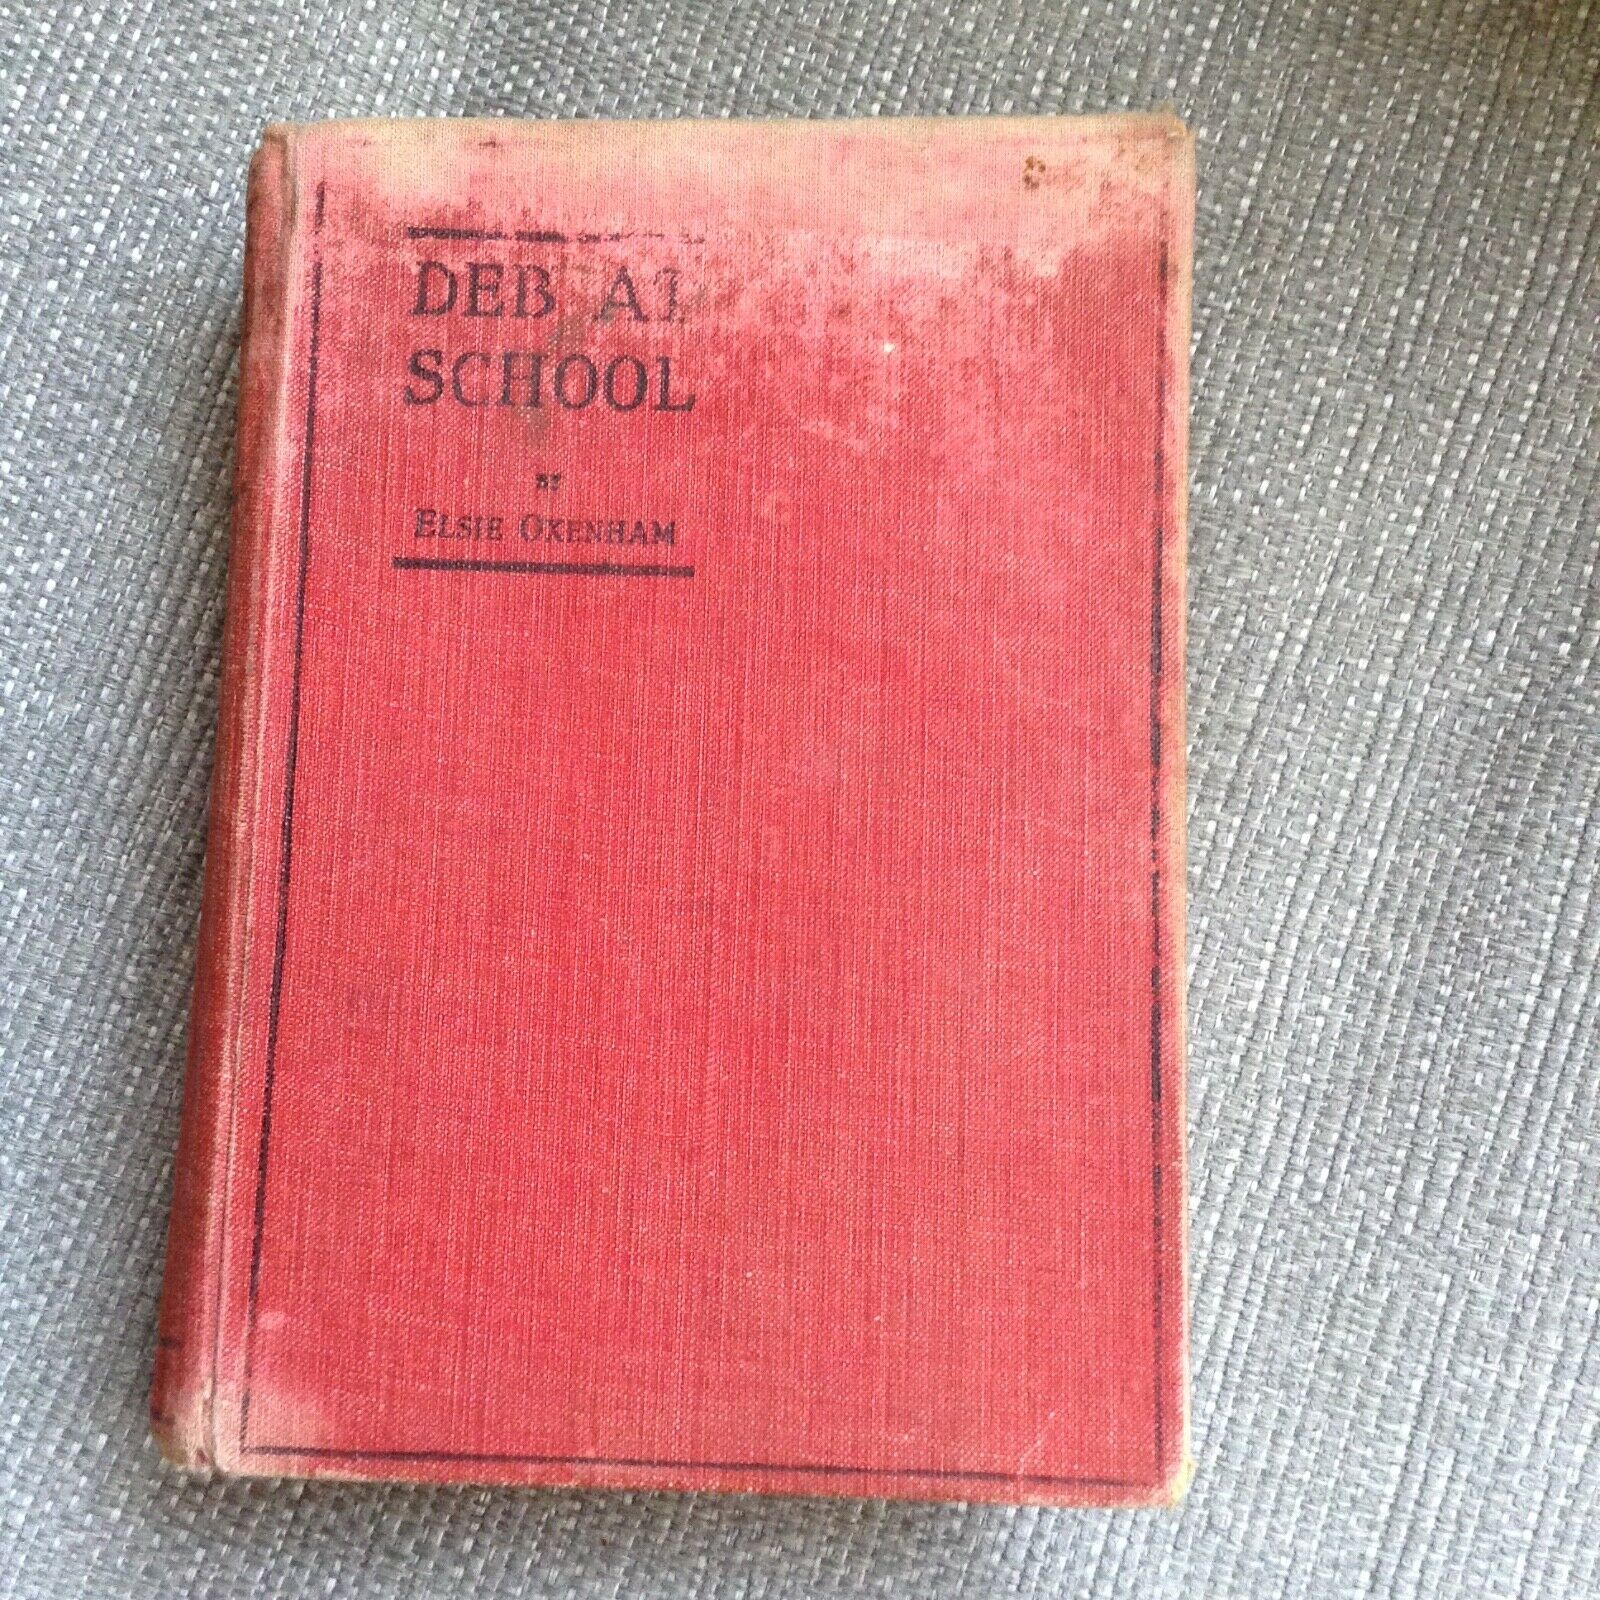 DEB AT
SCHOOL
BY
ELSIE OXENHAM